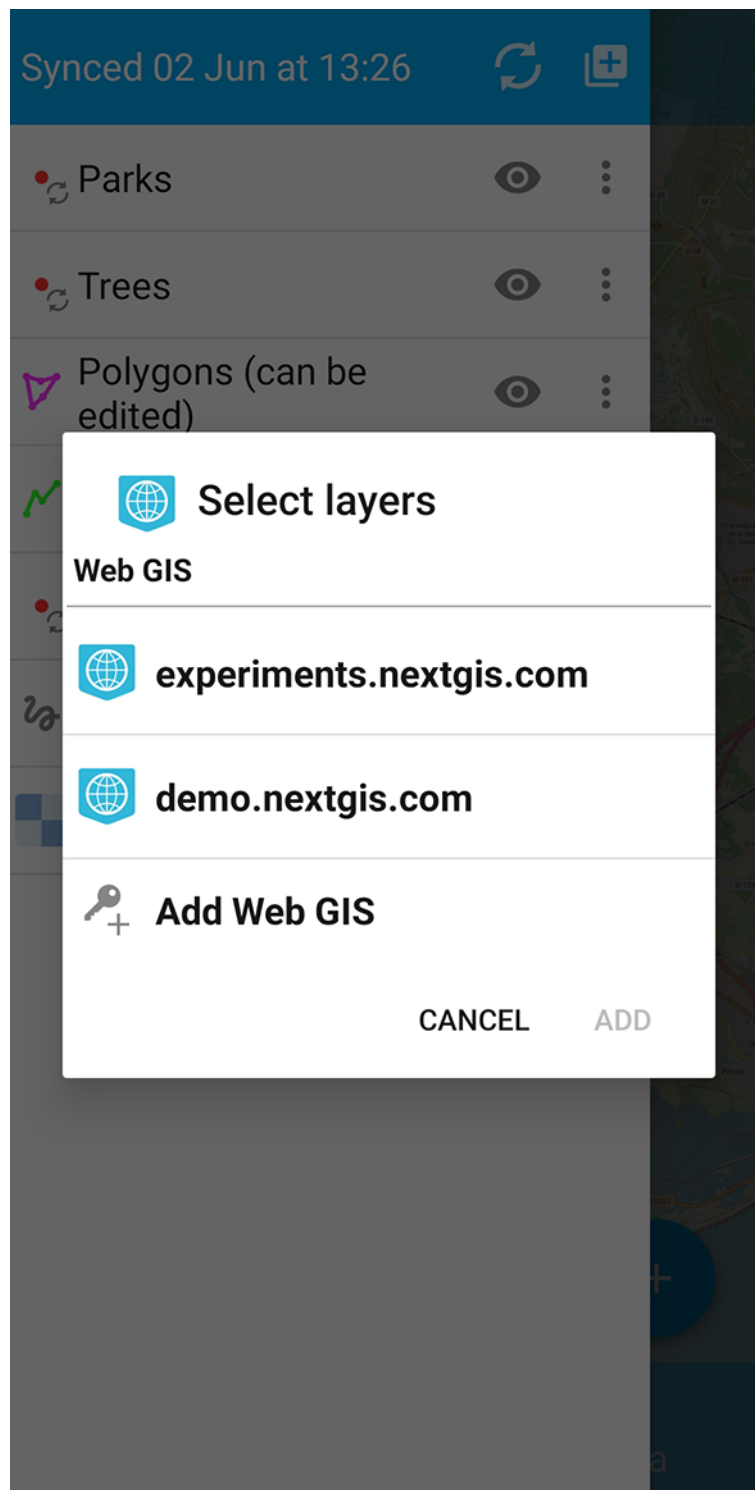 Synced 02 Jun at 13:26
Parks
Trees
Polygons (can be
edited)
Select layers
Web GIS
experiments.nextgis.com
demo.nextgis.com
Add Web GIS
CANCEL ADD